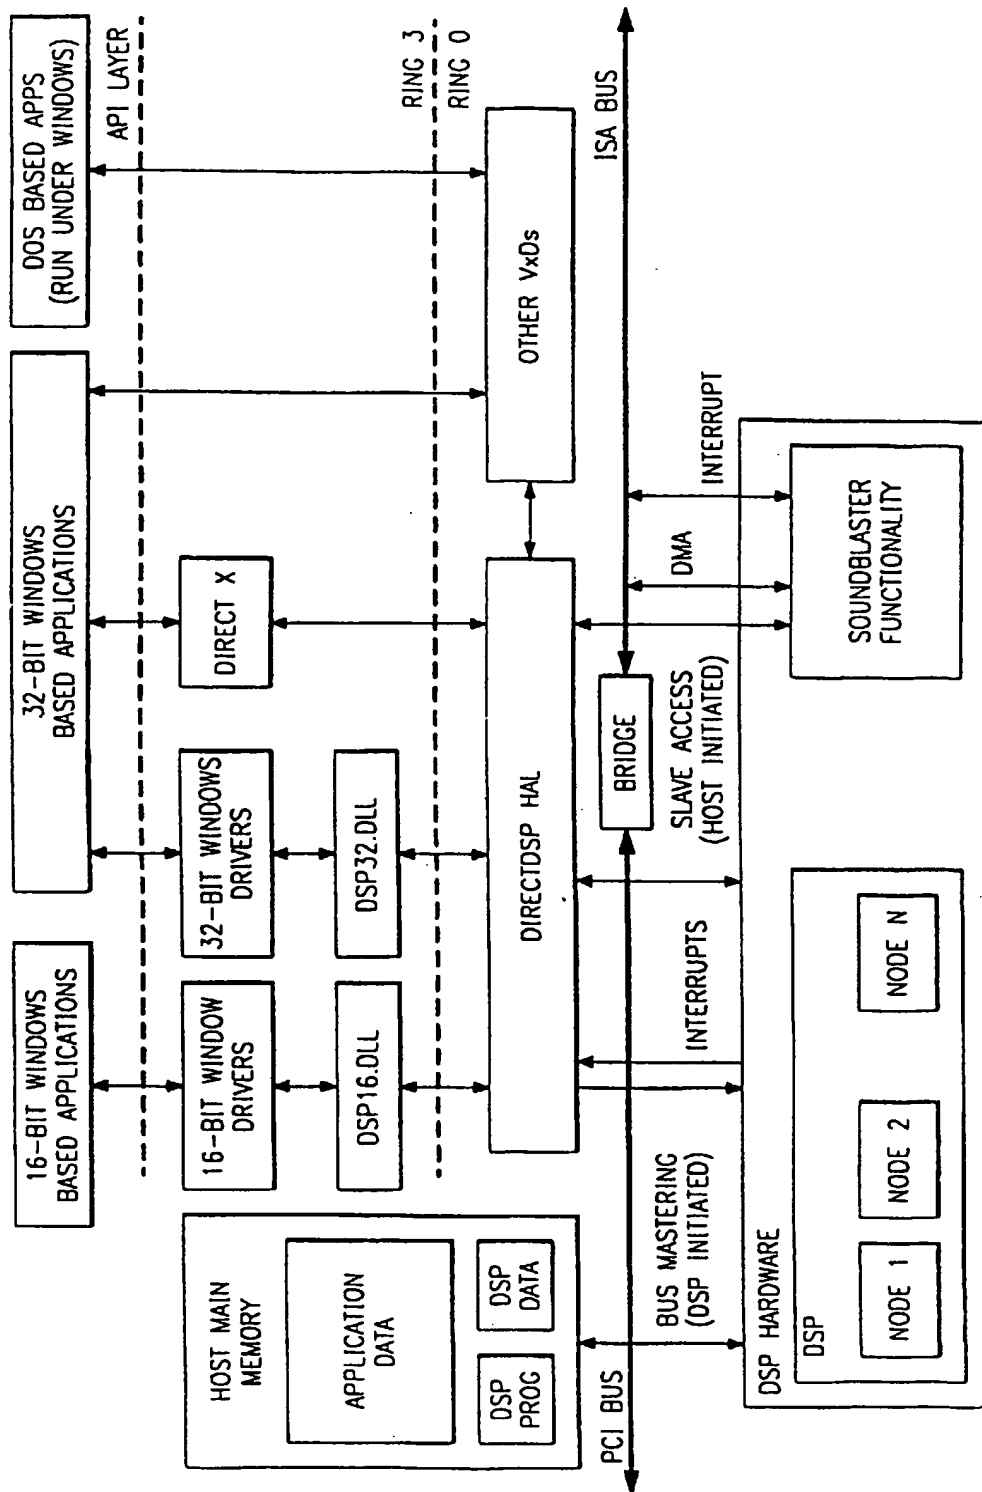 16-BIT WINDOWS
BASED APPLICATIONS
32-BIT WINDOWS
BASED APPLICATIONS
DOS BASED APPS
(RUN UNDER WINDOWS)
API LAYER
HOST MAIN
MEMORY
APPLICATION
DATA
DSP
PROG
DSP
DATA
16-BIT WINDOW
DRIVERS
32-BIT WINDOWS
DRIVERS
DIRECT X
DSP16.DLL
DSP32.DLL
RING 3
RING 0
DIRECTDSP HAL
OTHER VxDs
PCI BUS
BRIDGE
ISA BUS
BUS MASTERING
(DSP INITIATED)
INTERRUPTS
SLAVE ACCESS
(HOST INITIATED)
DMA
INTERRUPT
DSP HARDWARE
DSP
NODE 1
NODE 2
NODE N
SOUNDBLASTER
FUNCTIONALITY